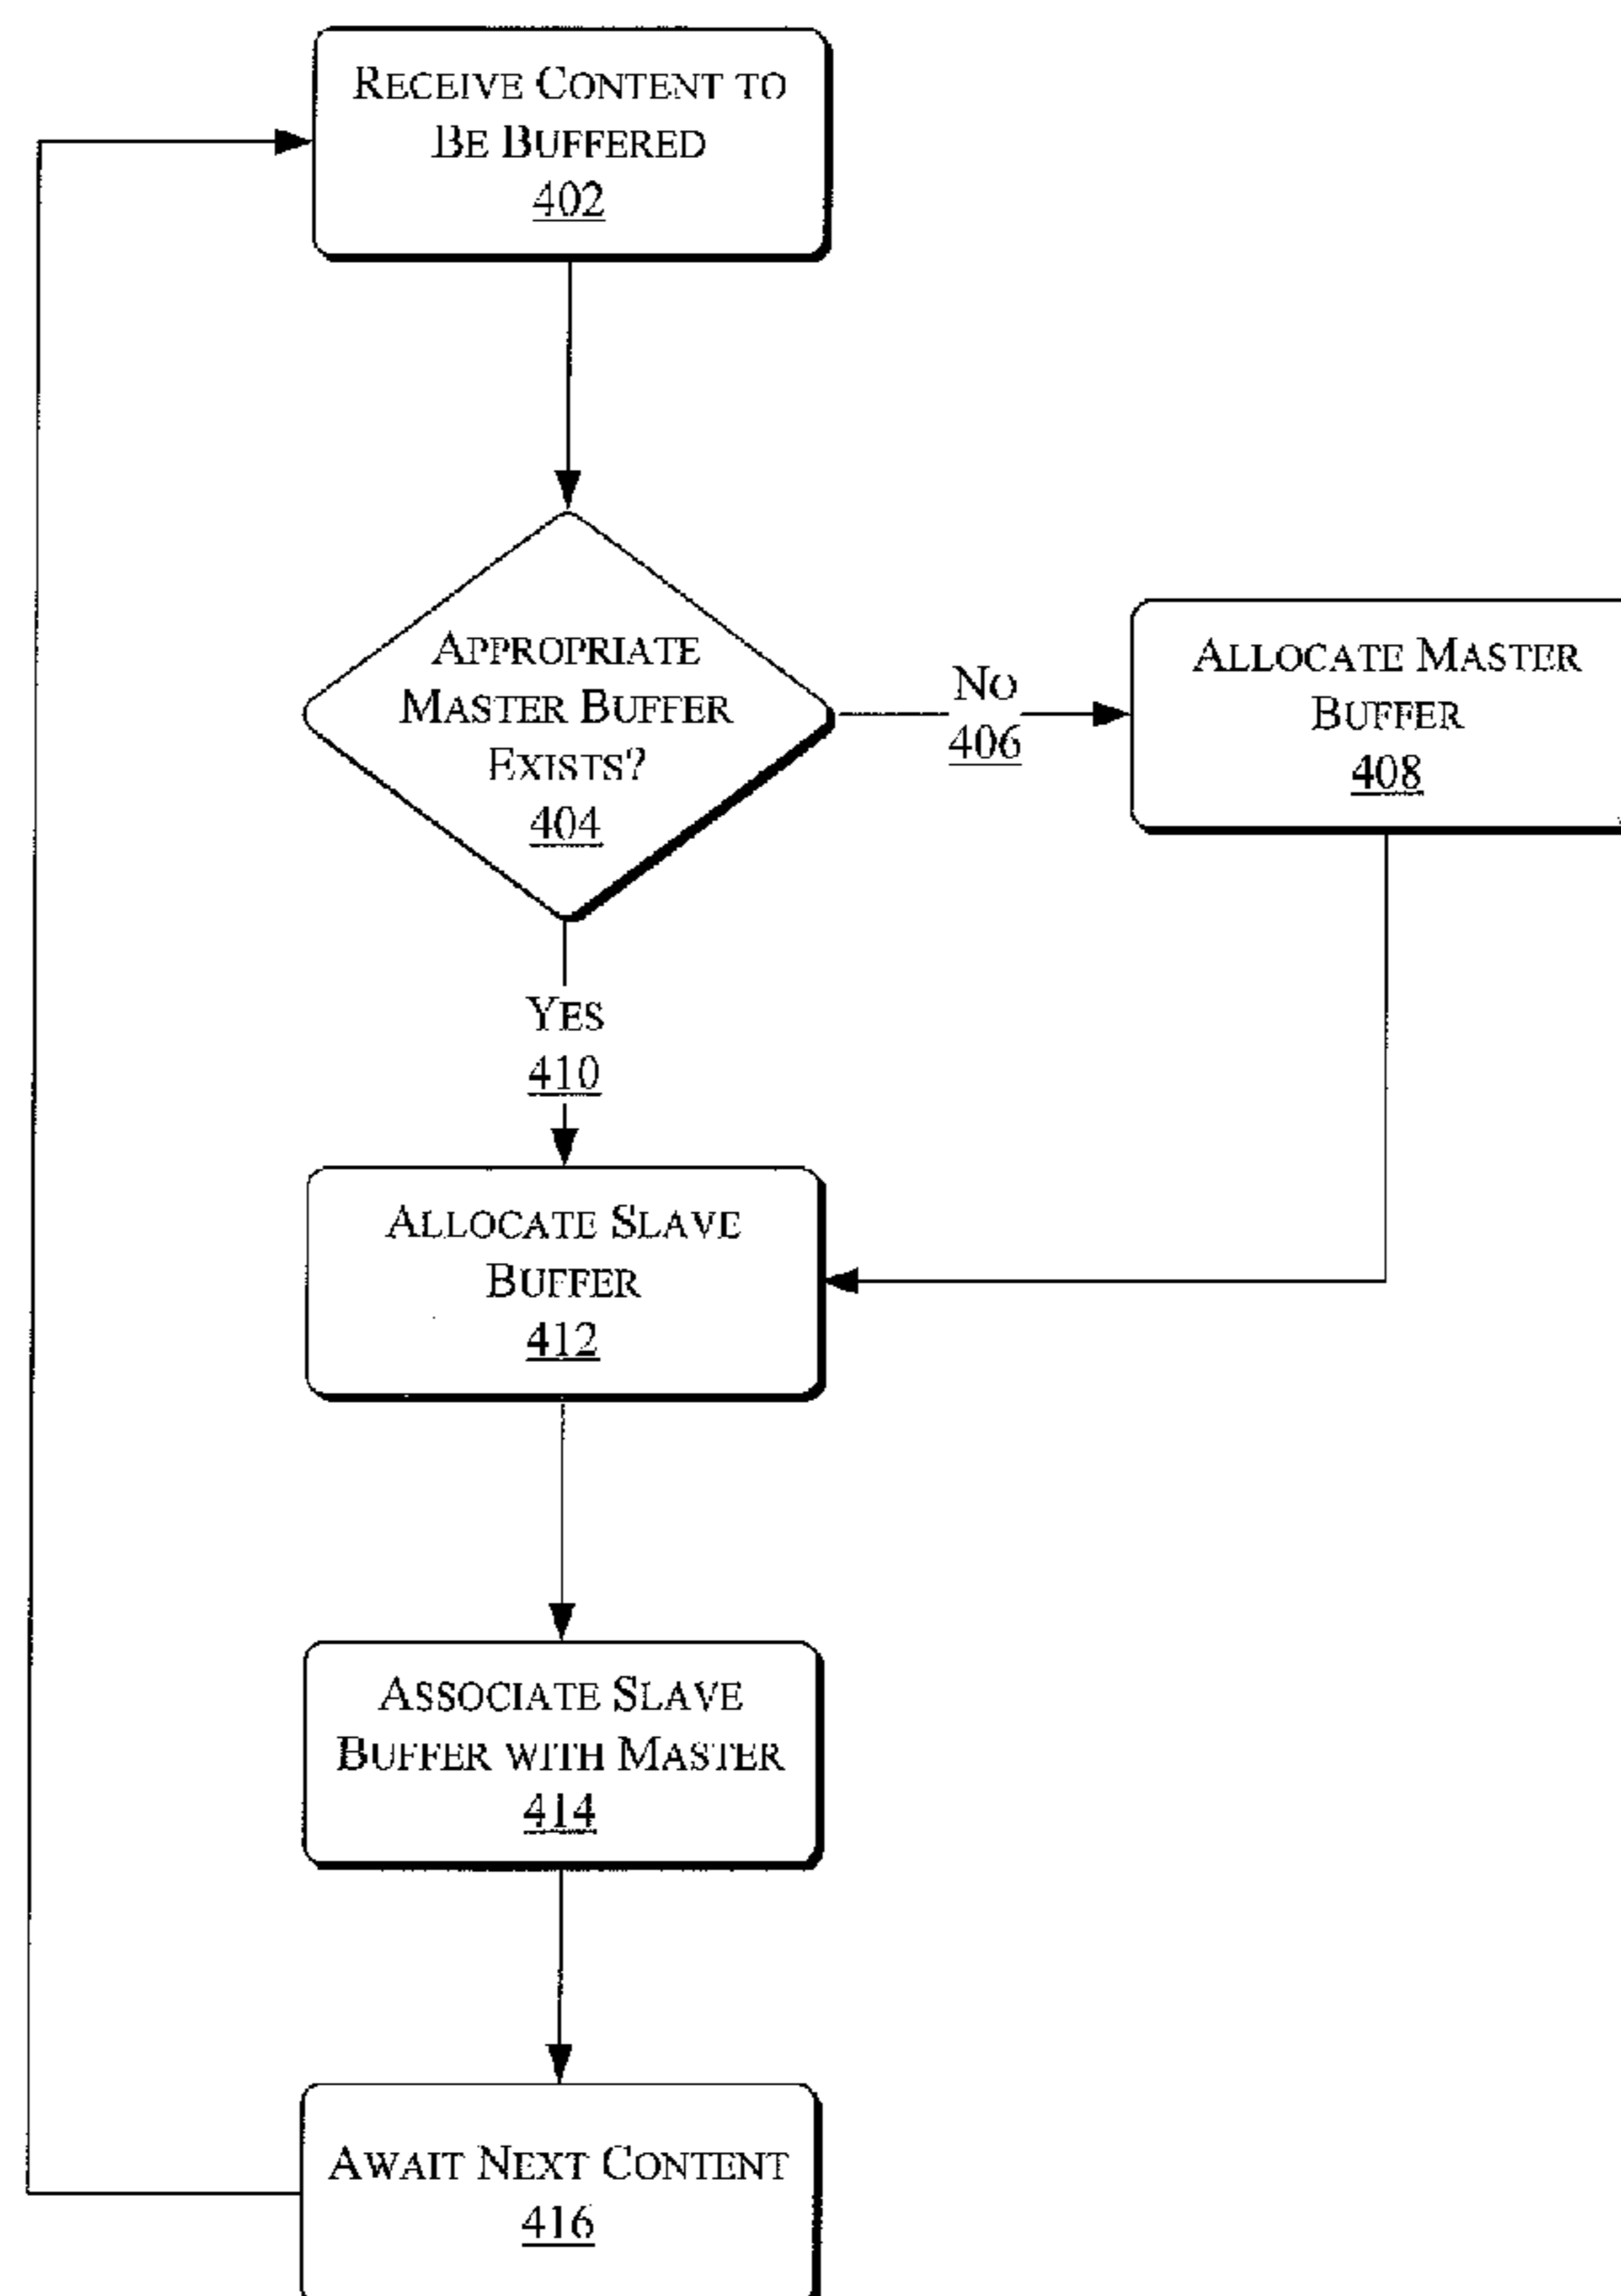 RECEIVE CONTENT TO
BE BUFFERED
402
APPROPRIATE
MASTER BUFFER
EXISTS?
404
NO
406
ALLOCATE MASTER
BUFFER
408
YES
410
ALLOCATE SLAVE
BUFFER
412
ASSOCIATE SLAVE
BUFFER WITH MASTER
414
AWAIT NEXT CONTENT
416